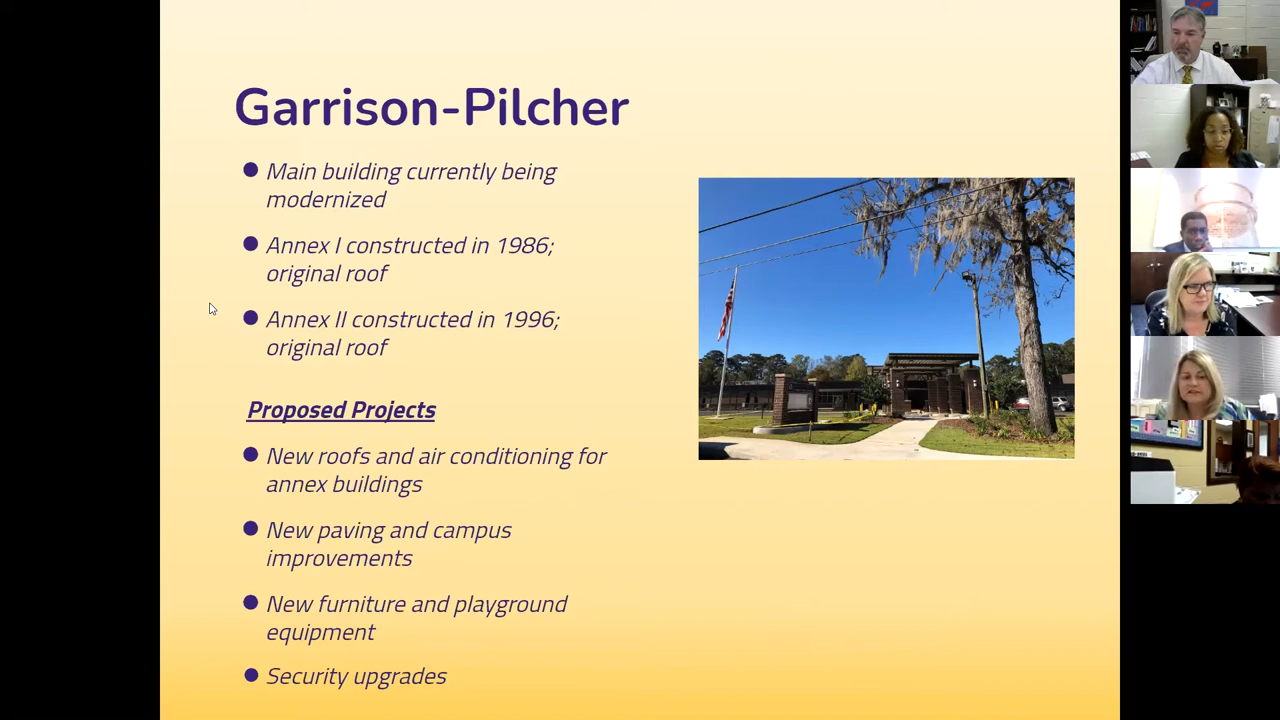 Garrison-Pilcher
Main building currently being
modernized
Annex I constructed in 1986;
original roof
Annex II constructed in 1996;
original roof
Proposed Projects
New roofs and air conditioning for
annex buildings
New paving and campus
improvements
New furniture and playground
equipment
Security upgrades